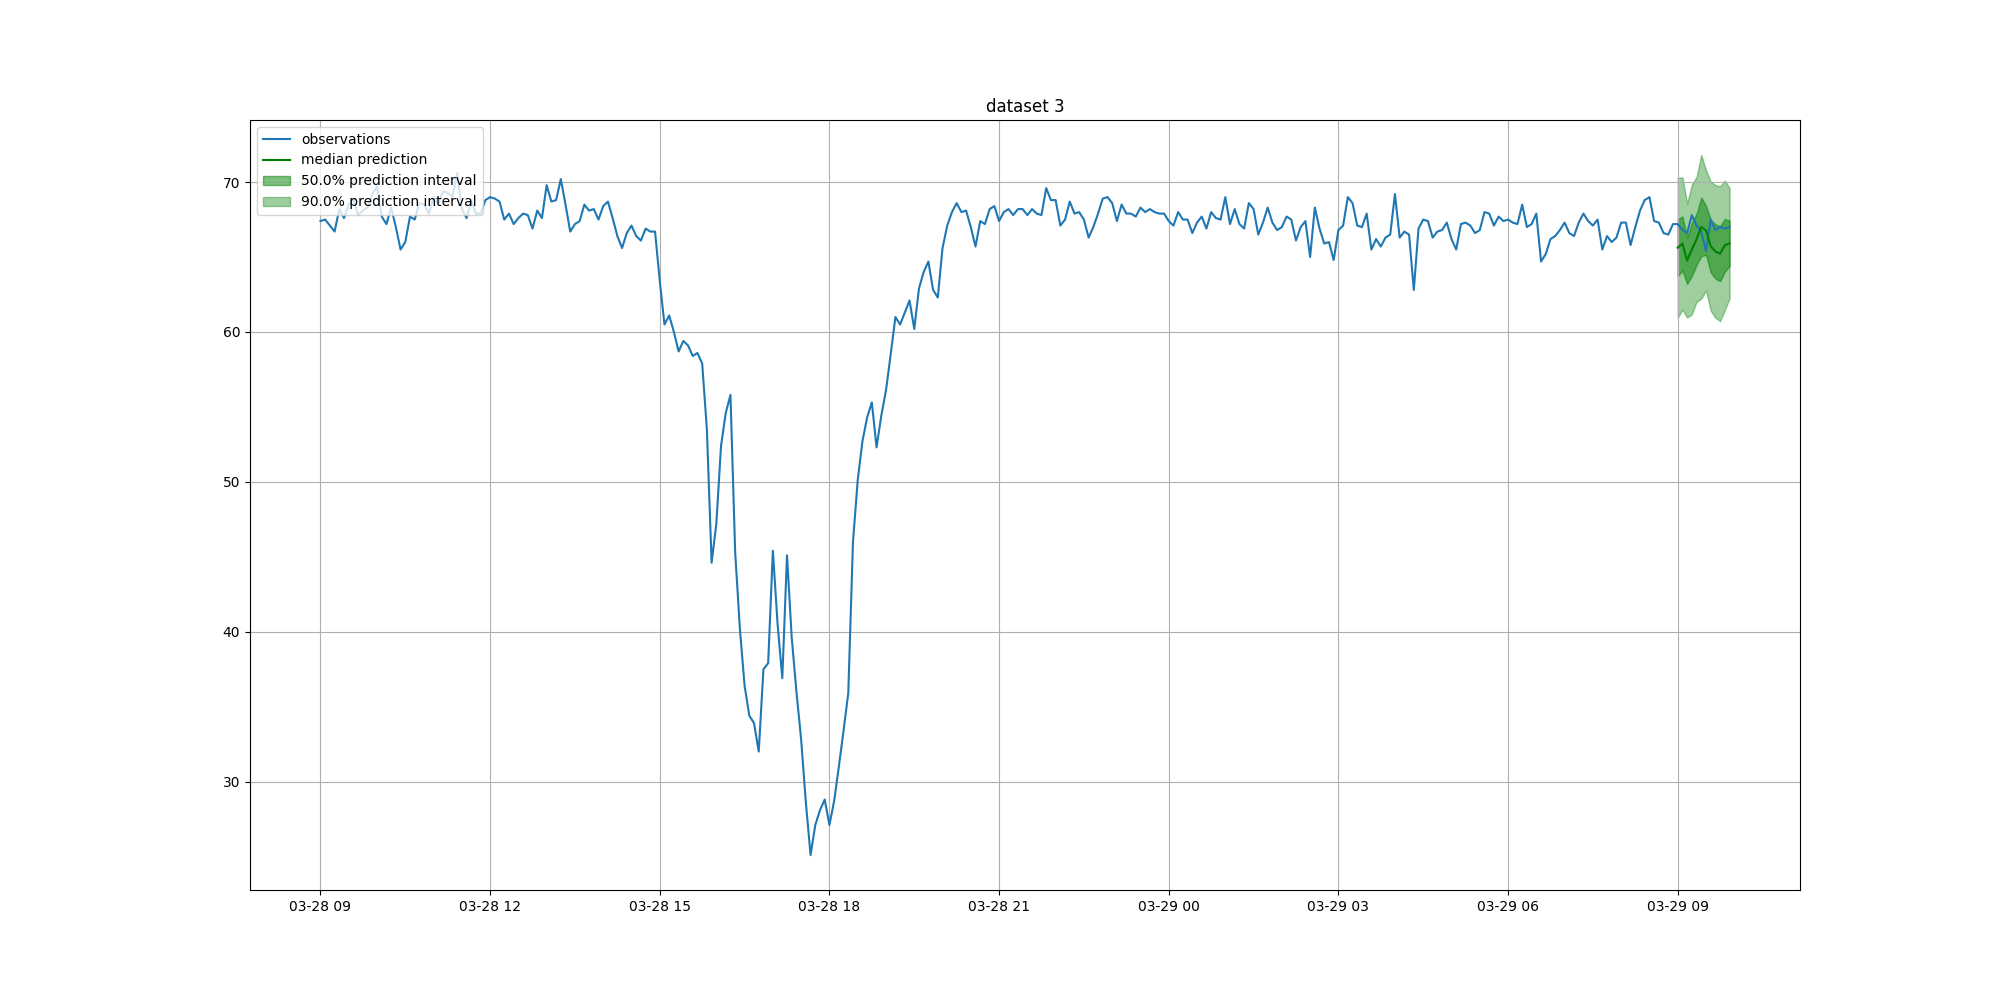 dataset 3
observations
median prediction
50.0% prediction interval
90.0% prediction interval
70
60
50
40
30
03-28 09 03-28 12 03-28 15 03-28 18 03-28 21 03-29 00 03-29 03 03-29 06 03-29 09